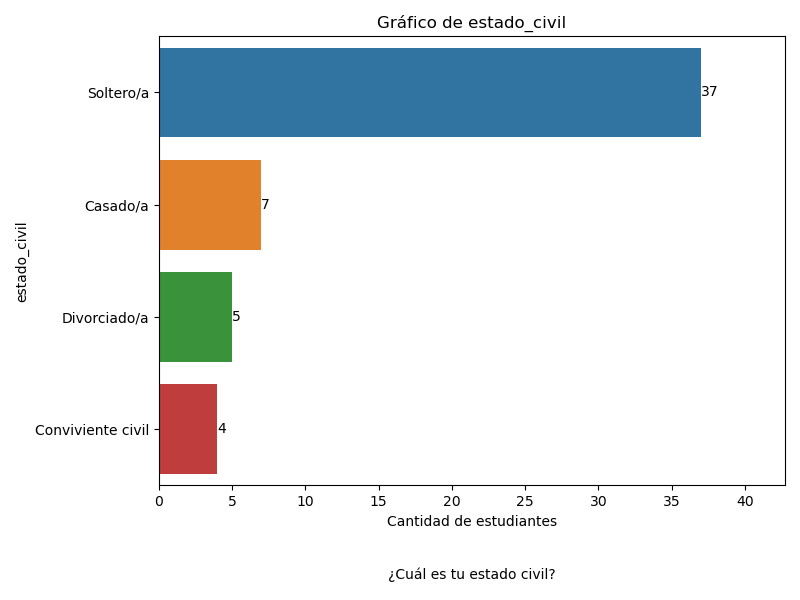 Gráfico de estado_civil
Soltero/a
37
Casado/a
7
Divorciado/a
5
Conviviente civil
4
estado_civil
0 5 10 15 20 25 30 35 40
Cantidad de estudiantes
¿Cuál es tu estado civil?